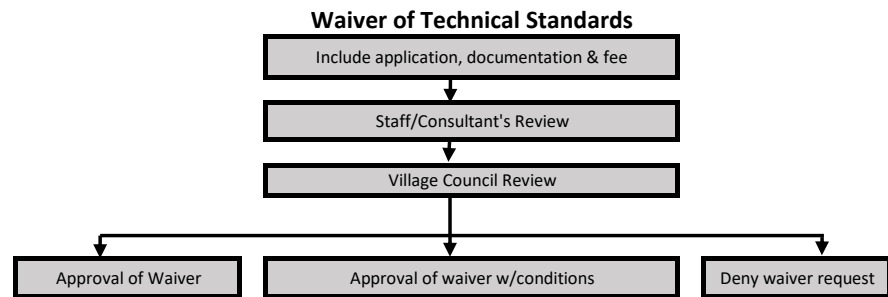 Waiver of Technical Standards
Include application, documentation & fee
Staff/Consultant's Review
Village Council Review
Approval of Waiver
Approval of waiver w/conditions
Deny waiver request